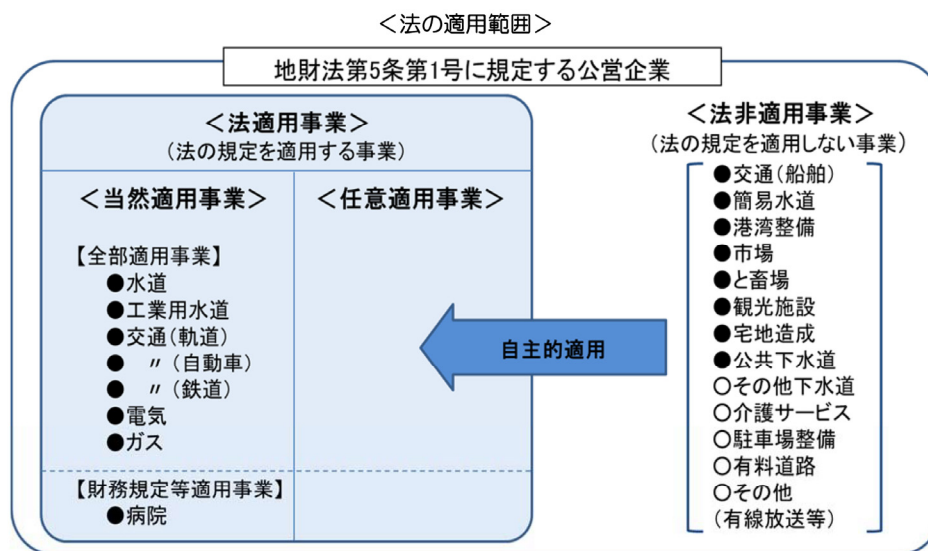 ＜法の適用範囲＞
地財法第5条第1号に規定する公営企業
＜法適用事業＞
（法の規定を適用する事業）
＜当然適用事業＞
【全部適用事業】
●水道
●工業用水道
●交通（軌道）
● 〃（自動車）
● 〃（鉄道）
●電気
●ガス
【財務規定等適用事業】
●病院
＜任意適用事業＞
自主的適用
＜法非適用事業＞
（法の規定を適用しない事業）
●交通（船舶）
●簡易水道
●港湾整備
●市場
●と畜場
●観光施設
●宅地造成
●公共下水道
○その他下水道
○介護サービス
○駐車場整備
○有料道路
○その他
（有線放送等）